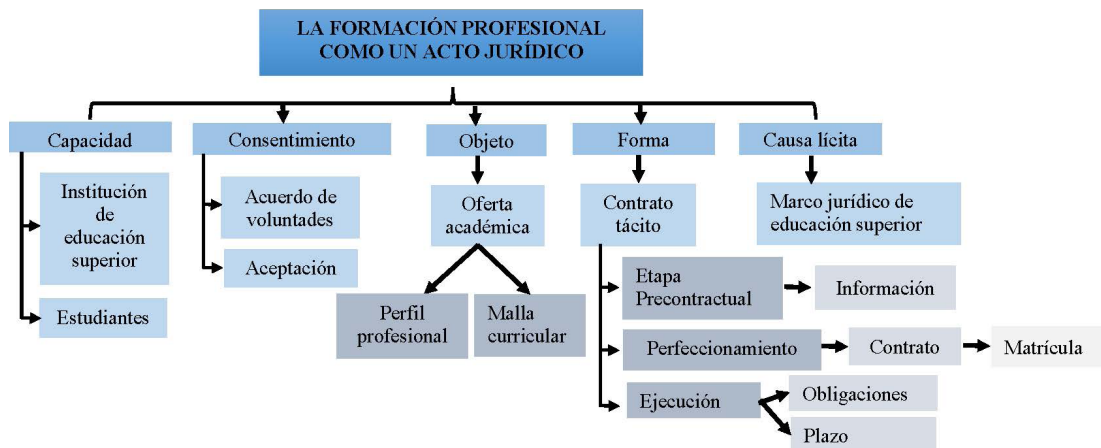 LA FORMACIÓN PROFESIONAL
COMO UN ACTO JURÍDICO
Capacidad
Consentimiento
Objeto
Forma
Causa lícita
Institución
de
educación
superior
Estudiantes
Acuerdo de
voluntades
Aceptación
Oferta
académica
Perfil
profesional
Malla
curricular
Contrato
tácito
Etapa
Precontractual
Información
Perfeccionamiento
Contrato
Matrícula
Ejecución
Obligaciones
Plazo
Marco jurídico de
educación superior